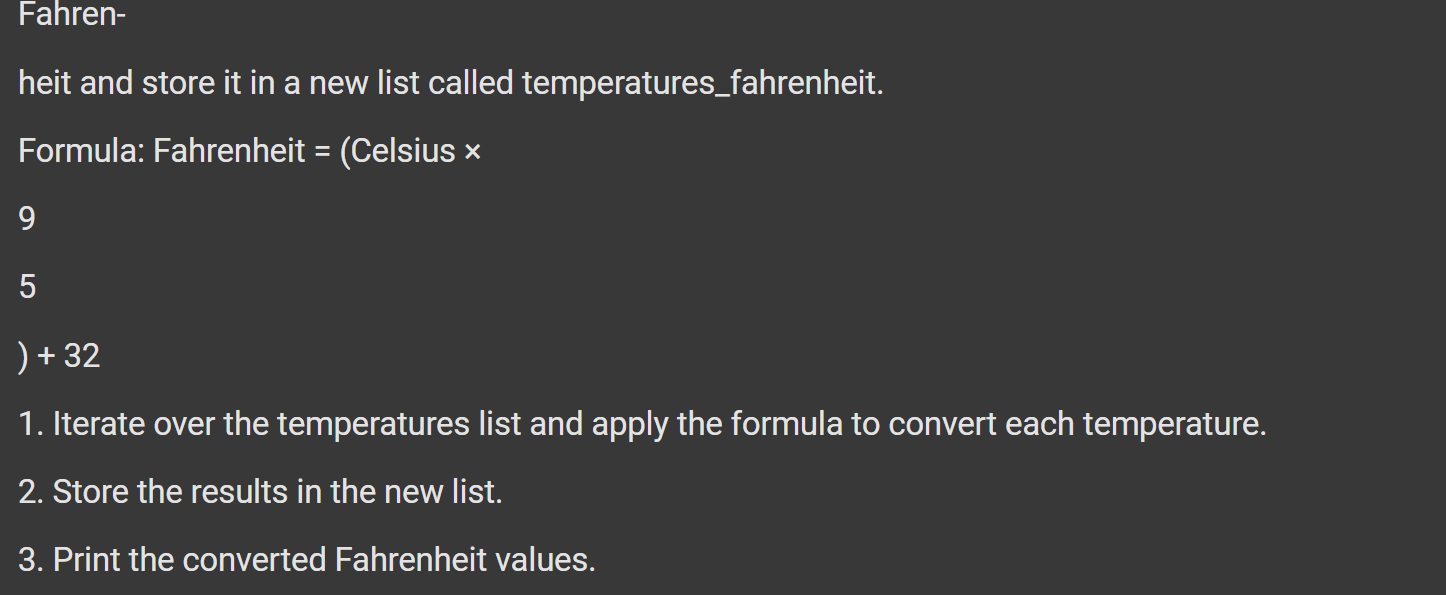 Fahren-
heit and store it in a new list called temperatures_fahrenheit.
Formula: Fahrenheit = (Celsius ×
9
5
) + 32
1. Iterate over the temperatures list and apply the formula to convert each temperature.
2. Store the results in the new list.
3. Print the converted Fahrenheit values.